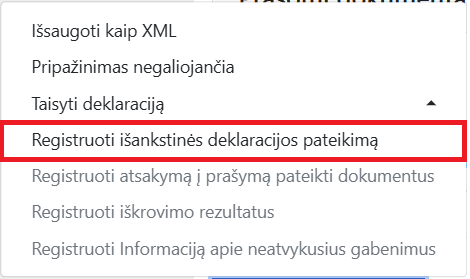 Išsaugoti kaip XML
Pripažinimas negaliojančia
Taisyti deklaraciją
Registruoti išankstinės deklaracijos pateikimą
Registruoti atsakymą į prašymą pateikti dokumentus
Registruoti iškrovimo rezultatus
Registruoti Informaciją apie neatvykusius gabenimus